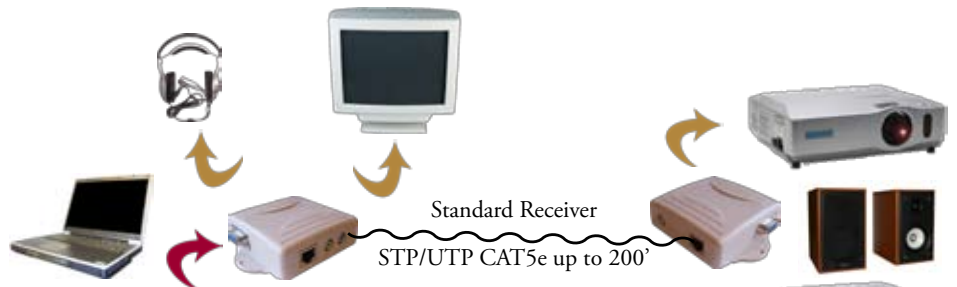 Standard Receiver
STP/UTP CAT5e up to 200’